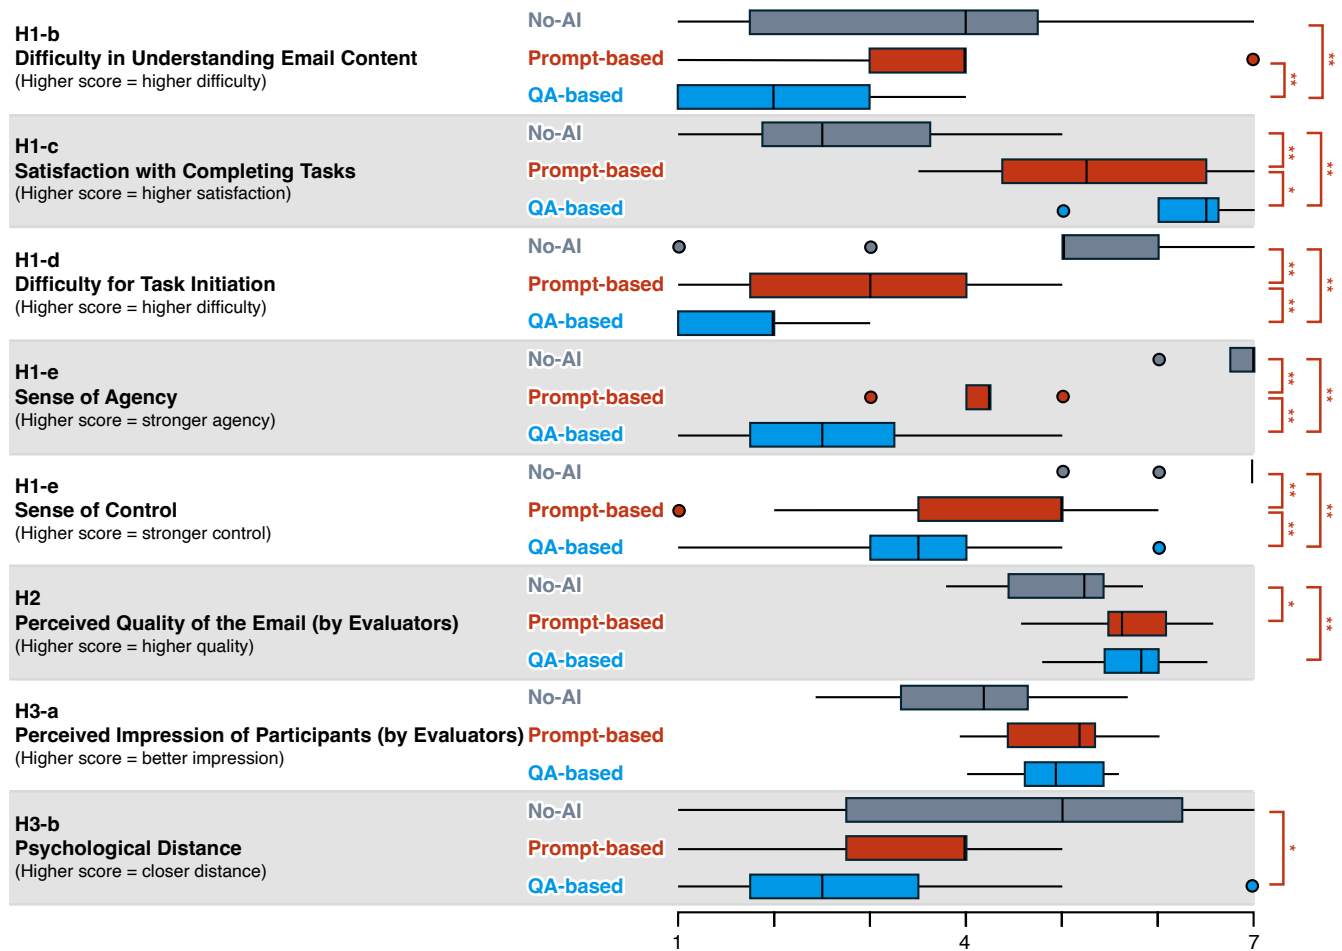 H1-b
Difficulty in Understanding Email Content
(Higher score = higher difficulty)
No-AI
Prompt-based
QA-based
**
**
H1-c
Satisfaction with Completing Tasks
(Higher score = higher satisfaction)
No-AI
Prompt-based
QA-based
**
*
**
H1-d
Difficulty for Task Initiation
(Higher score = higher difficulty)
No-AI
Prompt-based
QA-based
**
**
**
H1-e
Sense of Agency
(Higher score = stronger agency)
No-AI
Prompt-based
QA-based
**
**
**
H1-e
Sense of Control
(Higher score = stronger control)
No-AI
Prompt-based
QA-based
**
**
**
H2
Perceived Quality of the Email (by Evaluators)
(Higher score = higher quality)
No-AI
Prompt-based
QA-based
*
**
H3-a
Perceived Impression of Participants (by Evaluators)
(Higher score = better impression)
No-AI
Prompt-based
QA-based
H3-b
Psychological Distance
(Higher score = closer distance)
No-AI
Prompt-based
QA-based
*
1 4 7